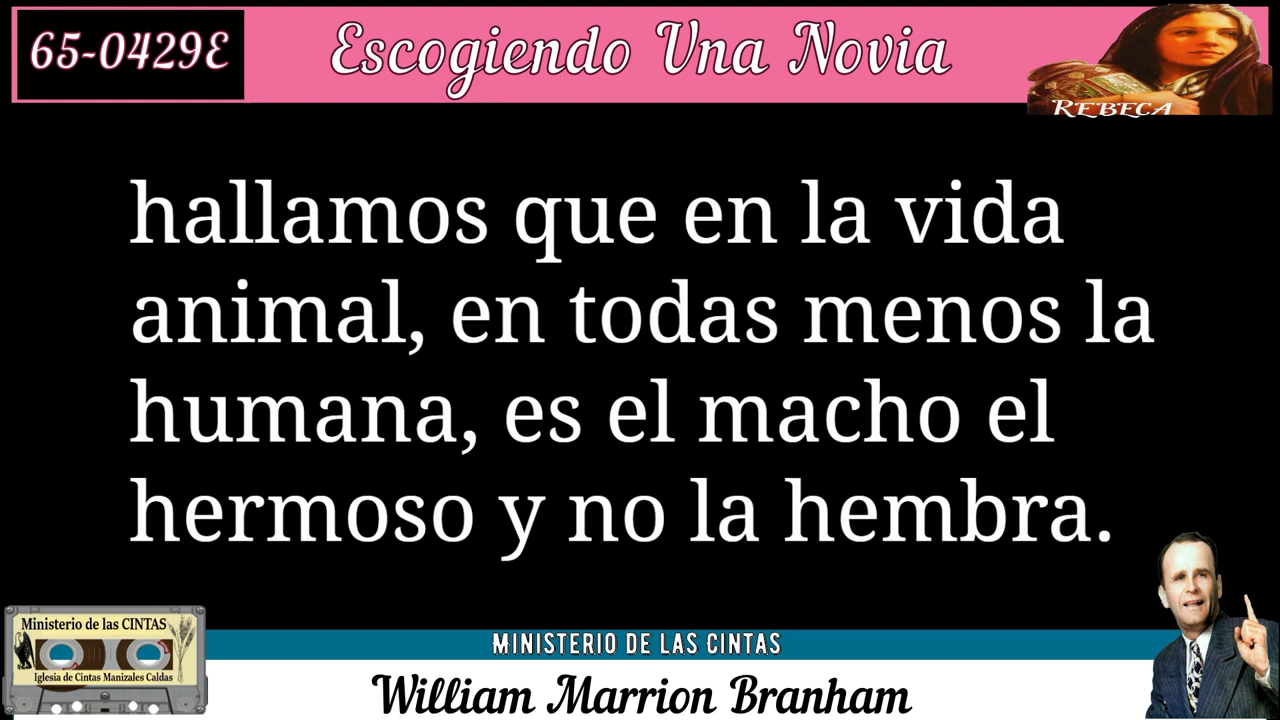 65-0429E
Escogiendo Una Novia
REBECA
hallamos que en la vida
animal, en todas menos la
humana, es el macho el
hermoso y no la hembra.
Ministerio de las CINTAS
Iglesia de Cintas Manizales Caldas
MINISTERIO DE LAS CINTAS
William Marrion Branham